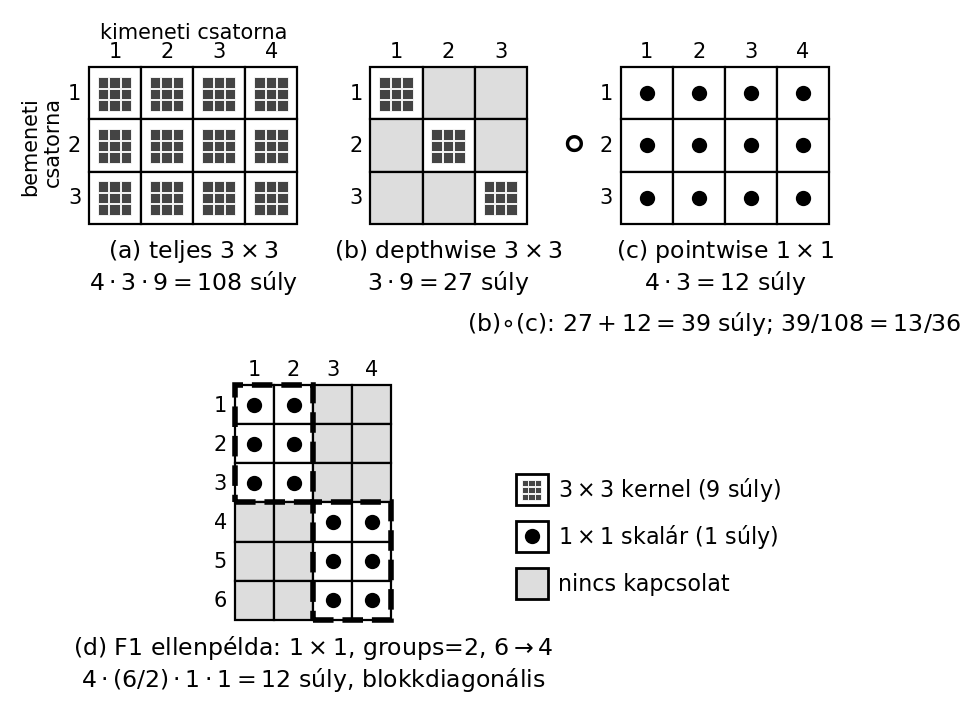 kimeneti csatorna
1 2 3 4
bemeneti
csatorna
1
2
3
(a) teljes 3 × 3
4 · 3 · 9 = 108 súly
1 2 3
1
2
3
(b) depthwise 3 × 3
3 · 9 = 27 súly
1 2 3 4
1
2
3
(c) pointwise 1 × 1
4 · 3 = 12 súly
(b)∘(c): 27 + 12 = 39 súly; 39/108 = 13/36
1 2 3 4
1
2
3
4
5
6
(d) F1 ellenpélda: 1 × 1, groups=2, 6 → 4
4 · (6/2) · 1 · 1 = 12 súly, blokkdiagonális
3 × 3 kernel (9 súly)
1 × 1 skalár (1 súly)
nincs kapcsolat